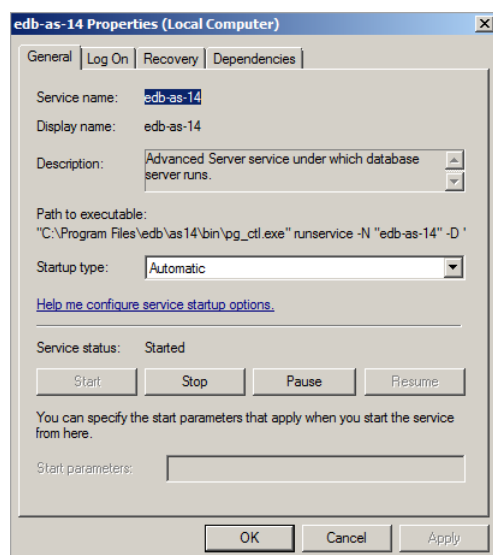 edb-as-14 Properties (Local Computer)
General Log On Recovery Dependencies
Service name: edb-as-14
Display name: edb-as-14
Description: Advanced Server service under which database
server runs.
Path to executable:
"C:\Program Files\edb\as14\bin\pg_ctl.exe" runservice -N "edb-as-14" -D '
Startup type: Automatic
Help me configure service startup options.
Service status: Started
Start Stop Pause Resume
You can specify the start parameters that apply when you start the service
from here.
Start parameters:
OK Cancel Apply